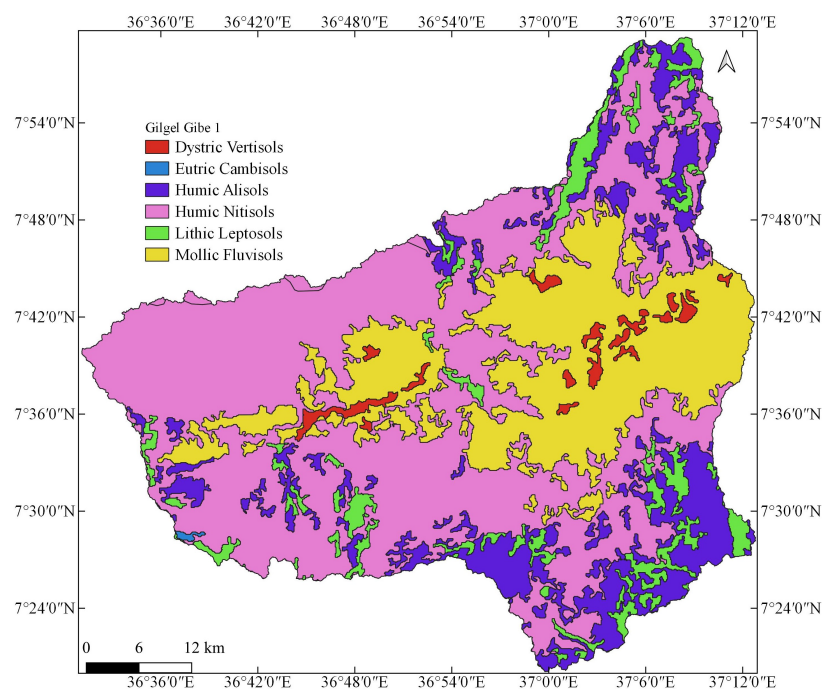 36°36′0″E 36°42′0″E 36°48′0″E 36°54′0″E 37°0′0″E 37°6′0″E 37°12′0″E
7°54′0″N 7°54′0″N
Gilgel Gibe 1
Dystric Vertisols
Eutric Cambisols
Humic Alisols
Humic Nitisols
Lithic Leptosols
Mollic Fluvisols
7°48′0″N 7°48′0″N
7°42′0″N 7°42′0″N
7°36′0″N 7°36′0″N
7°30′0″N 7°30′0″N
7°24′0″N 7°24′0″N
0 6 12 km
36°36′0″E 36°42′0″E 36°48′0″E 36°54′0″E 37°0′0″E 37°6′0″E 37°12′0″E